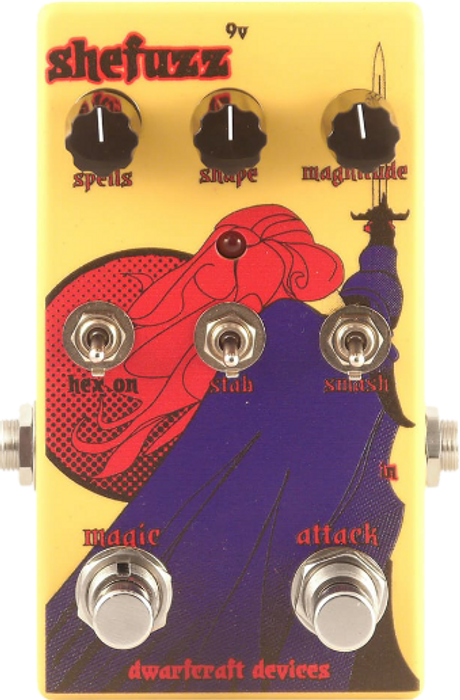 9v
shefuzz
spells shape magnitude
hex on stab smash
in
magic attack
dwarfcraft devices